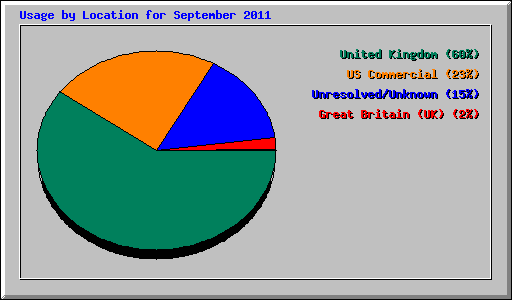 Usage by Location for September 2011
United Kingdom (60%)
US Commercial (23%)
Unresolved/Unknown (15%)
Great Britain (UK) (2%)